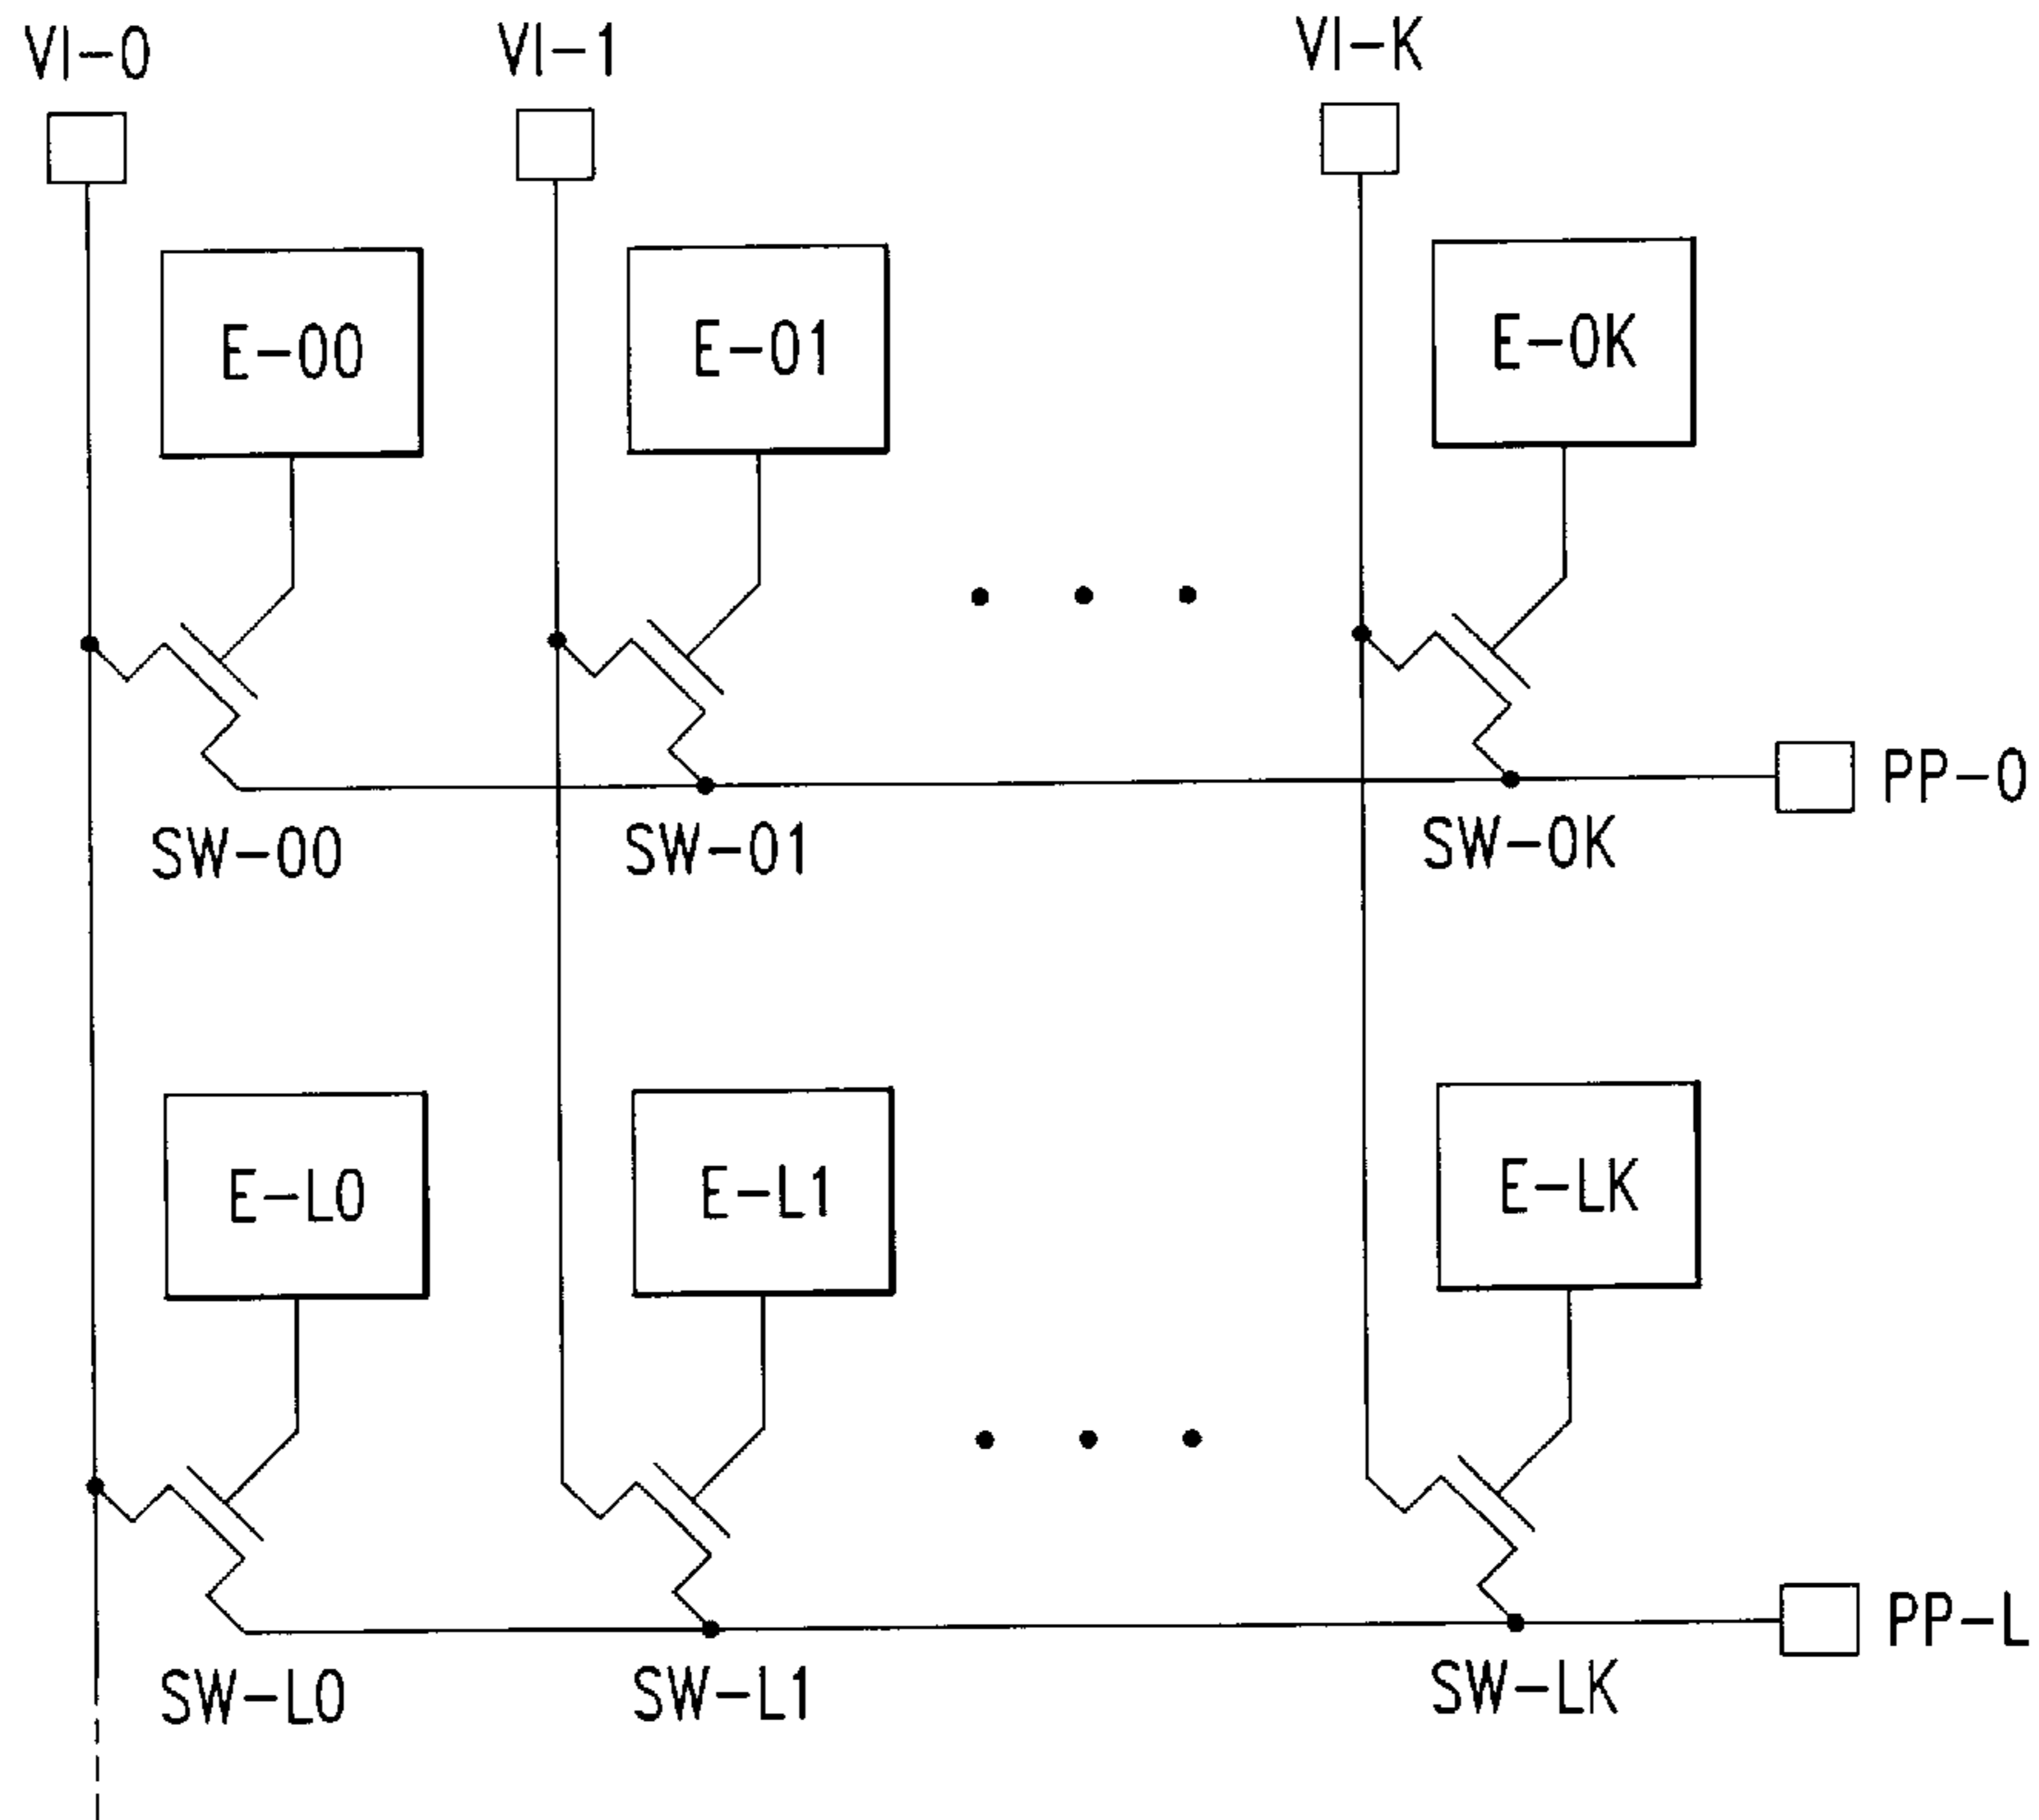 VI-0 VI-1 VI-K
E-00 E-01 E-0K
PP-0
SW-00 SW-01 SW-0K
E-L0 E-L1 E-LK
PP-L
SW-L0 SW-L1 SW-LK